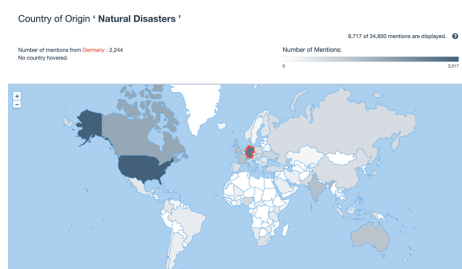 Country of Origin ‘ Natural Disasters ’
8,717 of 34,850 mentions are displayed. ?
Number of mentions from Germany : 2,244
No country hovered.
Number of Mentions:
0
+
−